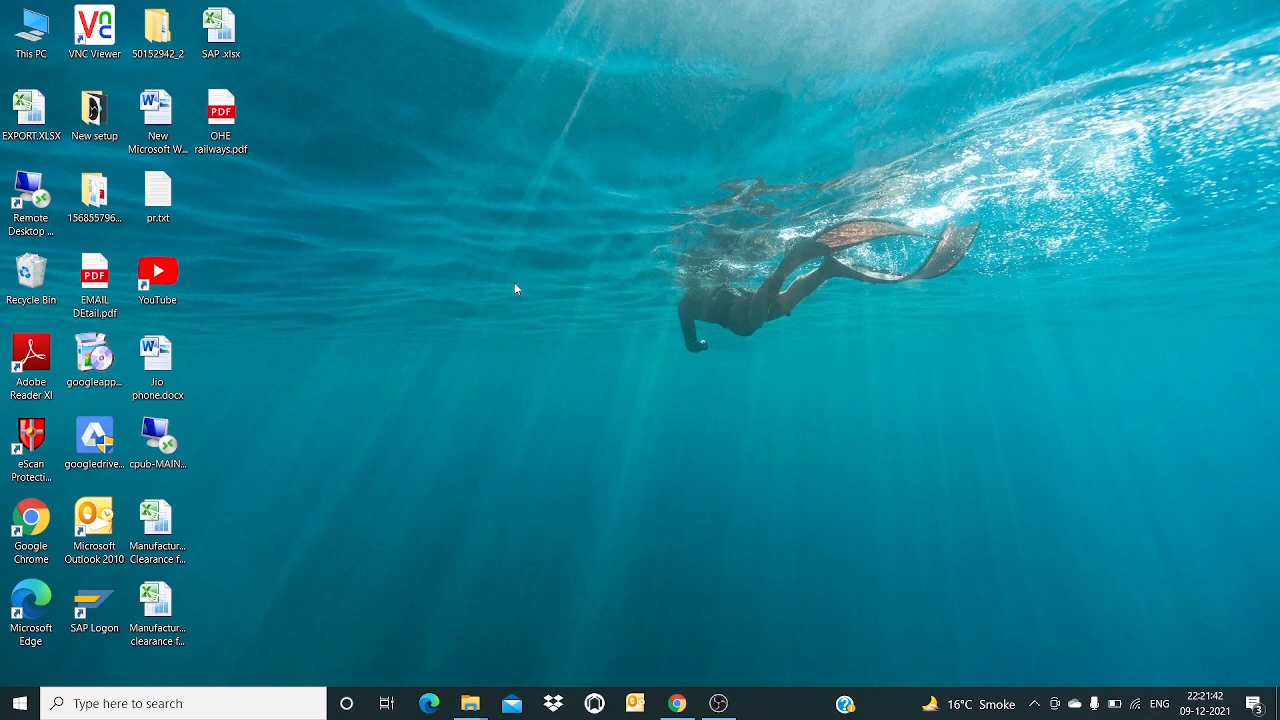 This PC
VNC Viewer
50152942_2
SAP .xlsx
EXPORT.XLSX
New setup
New
Microsoft W...
OHE
railways.pdf
Remote
Desktop ...
156855796...
pr.txt
Recycle Bin
EMAIL
DEtail.pdf
YouTube
Adobe
Reader XI
googleapp...
Jio
phone.docx
eScan
Protecti...
googledrive...
cpub-MAIN...
Google
Chrome
Microsoft
Outlook 2010
Manufactur...
Clearance f...
Microsoft
Edge
SAP Logon
Manufactur...
clearance f...
PDF
PDF
Type here to search
16°C Smoke
ENG
22:21:42
09-12-2021